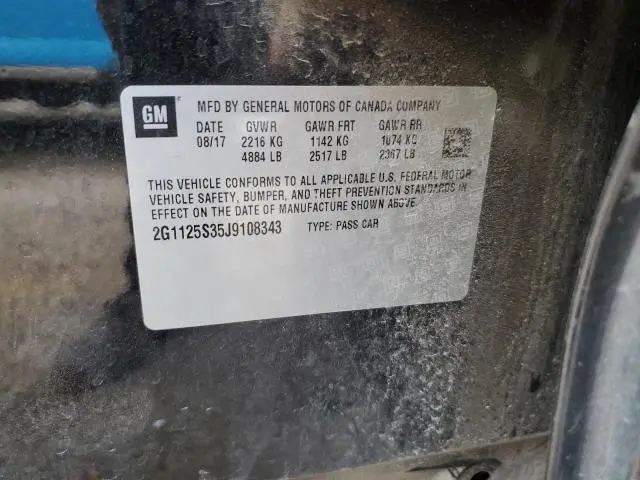 GM MFD BY GENERAL MOTORS OF CANADA COMPANY
DATE GVWR GAWR FRT GAWR RR
08/17 2216 KG 1142 KG 1074 KG
4884 LB 2517 LB 2367 LB
THIS VEHICLE CONFORMS TO ALL APPLICABLE U.S. FEDERAL MOTOR
VEHICLE SAFETY, BUMPER, AND THEFT PREVENTION STANDARDS IN
EFFECT ON THE DATE OF MANUFACTURE SHOWN ABOVE.
2G1125S35J9108343 TYPE: PASS CAR